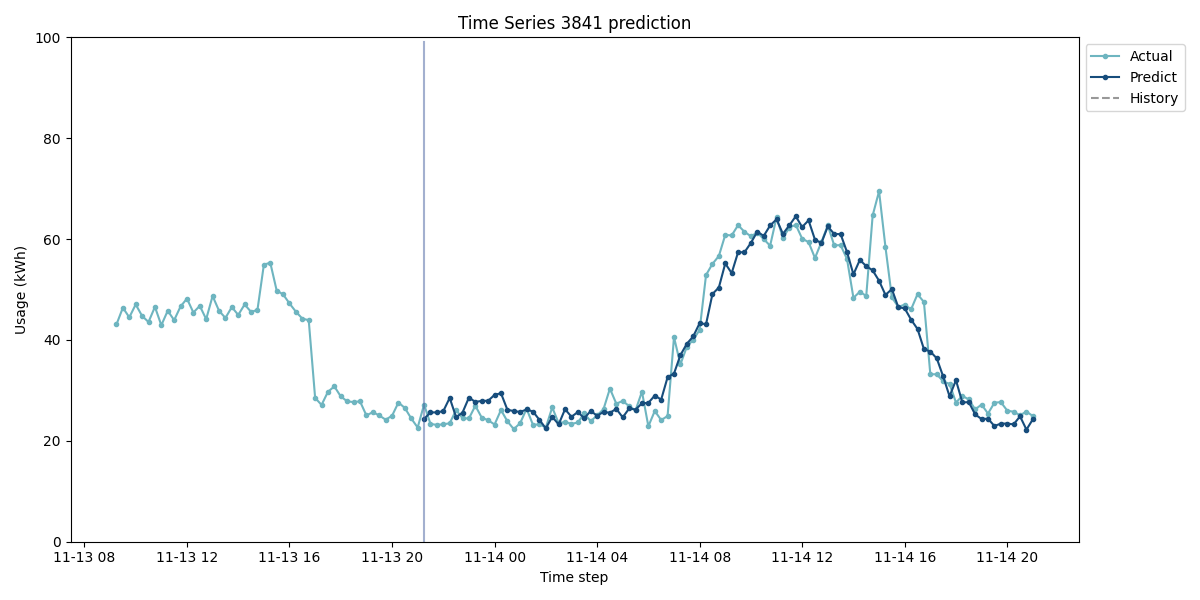 Time Series 3841 prediction
100
80
60
40
20
0
Usage (kWh)
11-13 08
11-13 12
11-13 16
11-13 20
11-14 00
11-14 04
11-14 08
11-14 12
11-14 16
11-14 20
Time step
Actual
Predict
History